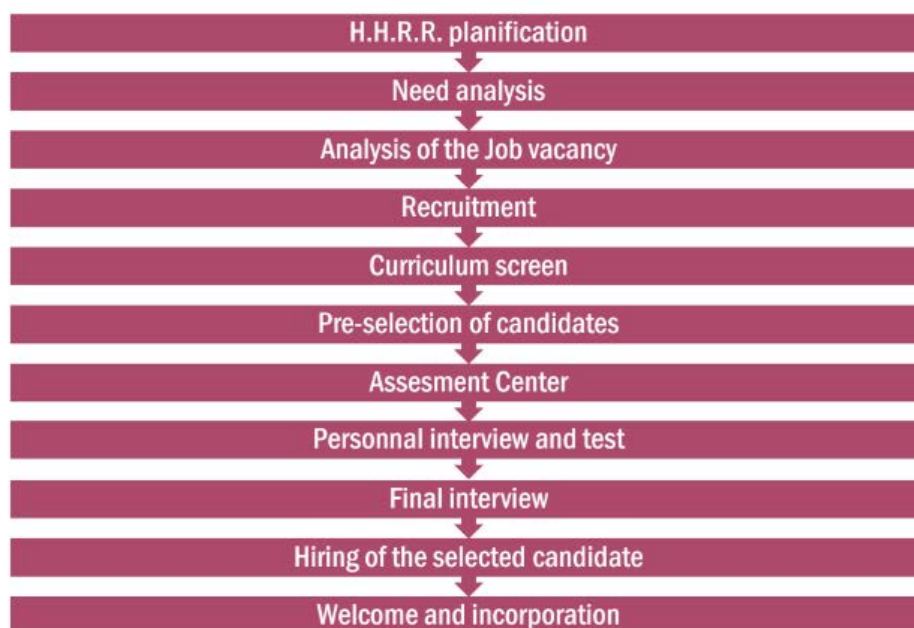 H.H.R.R. planification
Need analysis
Analysis of the Job vacancy
Recruitment
Curriculum screen
Pre-selection of candidates
Assesment Center
Personnal interview and test
Final interview
Hiring of the selected candidate
Welcome and incorporation